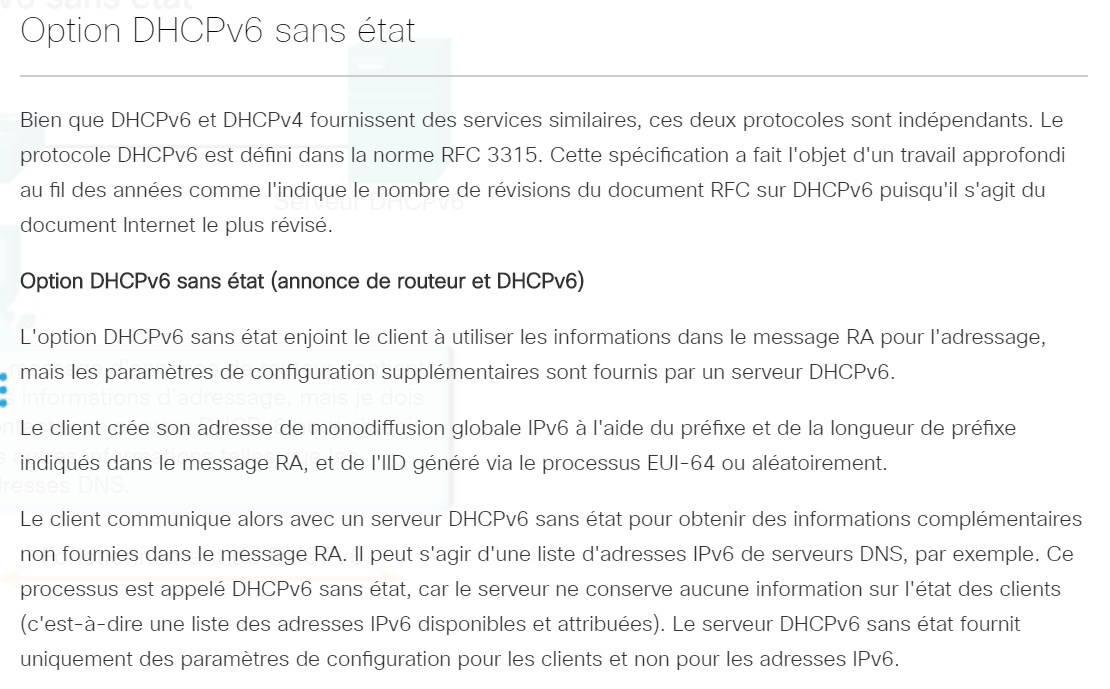 Option DHCPv6 sans état
Bien que DHCPv6 et DHCPv4 fournissent des services similaires, ces deux protocoles sont indépendants. Le
protocole DHCPv6 est défini dans la norme RFC 3315. Cette spécification a fait l'objet d'un travail approfondi
au fil des années comme l'indique le nombre de révisions du document RFC sur DHCPv6 puisqu'il s'agit du
Serveur DHCPv6
document Internet le plus révisé.
Option DHCPv6 sans état (annonce de routeur et DHCPv6)
L'option DHCPv6 sans état enjoint le client à utiliser les informations dans le message RA pour l'adressage,
mais les paramètres de configuration supplémentaires sont fournis par un serveur DHCPv6.
informations d'adressage, mais je dois
Le client crée son adresse de monodiffusion globale IPv6 à l'aide du préfixe et de la longueur de préfixe
indiqués dans le message RA, et de l'IID généré via le processus EUI-64 ou aléatoirement.
resses DNS.
Le client communique alors avec un serveur DHCPv6 sans état pour obtenir des informations complémentaires
non fournies dans le message RA. Il peut s'agir d'une liste d'adresses IPv6 de serveurs DNS, par exemple. Ce
processus est appelé DHCPv6 sans état, car le serveur ne conserve aucune information sur l'état des clients
(c'est-à-dire une liste des adresses IPv6 disponibles et attribuées). Le serveur DHCPv6 sans état fournit
uniquement des paramètres de configuration pour les clients et non pour les adresses IPv6.